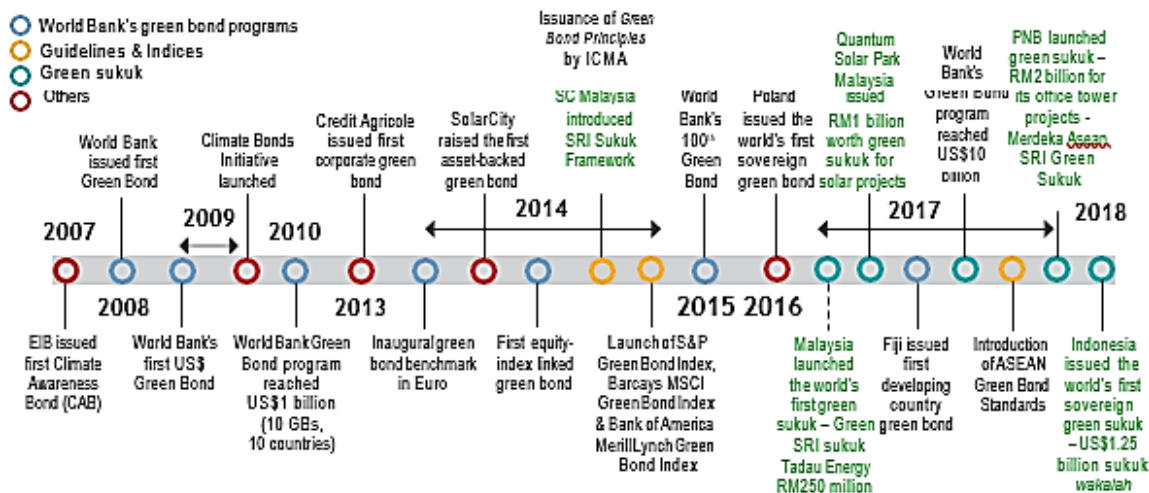 World Bank's green bond programs
Guidelines & Indices
Green sukuk
Others
World Bank
issued first
Green Bond
Climate Bonds
Initiative
launched
Credit Agricole
issued first
corporate green
bond
SolarCity
raised the first
asset-backed
green bond
Issuance of Green
Bond Principles
by ICMA
SC Malaysia
introduced
SRI Sukuk
Framework
World
Bank's
100th
Green
Bond
Poland
issued the
world's first
sovereign
green bond
Quantum
Solar Park
Malaysia
issued
RM1 billion
worth green
sukuk for
solar projects
World
Bank's
Green Bond
program
reached
US$10
billion
PNB launched
green sukuk –
RM2 billion for
its office tower
projects -
Merdeka Asean
SRI Green
Sukuk
2007
2008
2009
2010
2013
2014
2015
2016
2017
2018
EIB issued
first Climate
Awareness
Bond (CAB)
World Bank's
first US$
Green Bond
World Bank Green
Bond program
reached
US$1 billion
(10 GBs,
10 countries)
Inaugural green
bond benchmark
in Euro
First equity-
index linked
green bond
Launch of S&P
Green Bond Index,
Barcays MSCI
Green Bond Index
& Bank of America
Merill Lynch Green
Bond Index
Malaysia
launched
the world's
first green
sukuk – Green
SRI sukuk
Tadau Energy
RM250 million
Fiji issued
first
developing
country
green bond
Introduction
of ASEAN
Green Bond
Standards
Indonesia
issued the
world's first
sovereign
green sukuk
– US$1.25
billion sukuk
wakalah